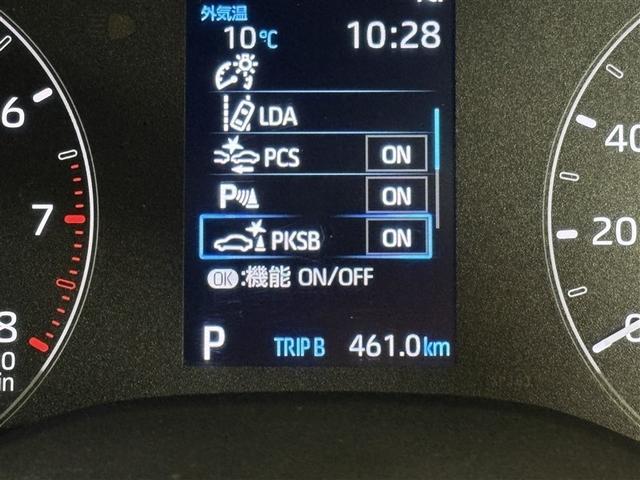 外気温
10℃ 10:28
LDA
PCS ON
P ON
PKSB ON
OK:機能 ON/OFF
P TRIP B 461.0km
6
7
8
40
20
0